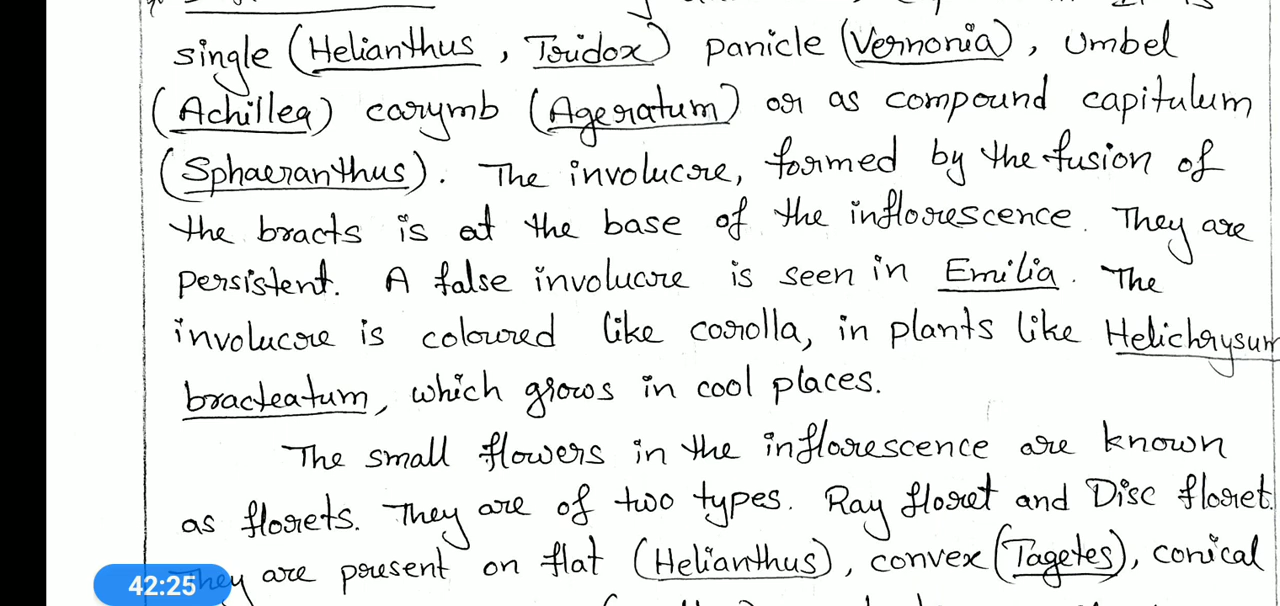 single (Helianthus, Tridox) panicle (Vernonia), Umbel
(Achillea) corymb (Ageratum) or as compound capitulum
(Sphaeranthus). The involucre, formed by the fusion of
the bracts is at the base of the inflorescence. They are
persistent. A false involucre is seen in Emilia. The
involucre is coloured like corolla, in plants like Helichrysum
bracteatum, which grows in cool places.
The small flowers in the inflorescence are known
as florets. They are of two types. Ray floret and Disc floret.
They are present on flat (Helianthus), convex (Tagetes), conical
42:25